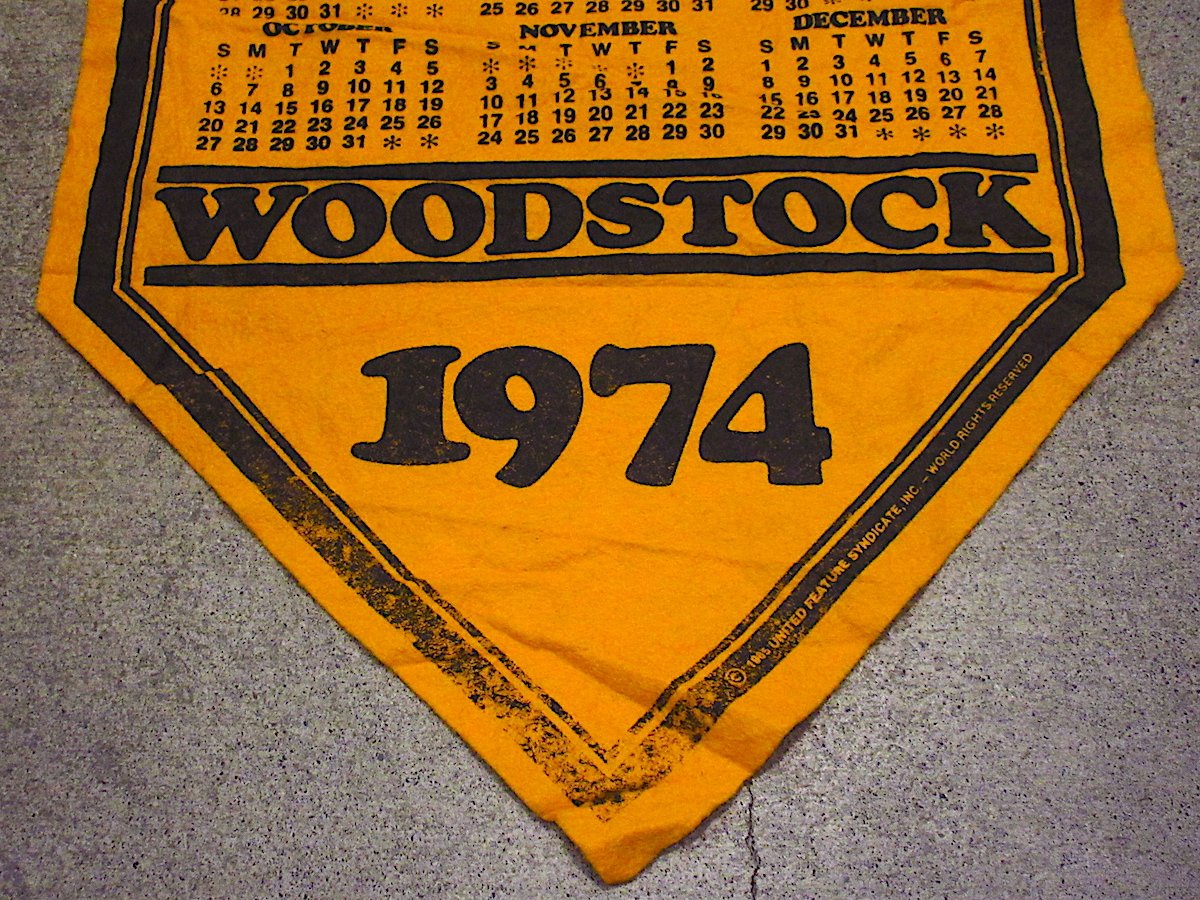 28 29 30 31 * * *
25 26 27 28 29 30 31
29 30
OCTOBER
S M T W T F S
* * 1 2 3 4 5
6 7 8 9 10 11 12
13 14 15 16 17 18 19
20 21 22 23 24 25 26
27 28 29 30 31 * *
NOVEMBER
S M T W T F S
* * * * * 1 2
3 4 5 6 7 8 9
10 11 12 13 14 15 16
17 18 19 20 21 22 23
24 25 26 27 28 29 30
DECEMBER
S M T W T F S
1 2 3 4 5 6 7
8 9 10 11 12 13 14
15 16 17 18 19 20 21
22 23 24 25 26 27 28
29 30 31 * * * *
WOODSTOCK
1974
© 1965 UNITED FEATURE SYNDICATE, INC. — WORLD RIGHTS RESERVED